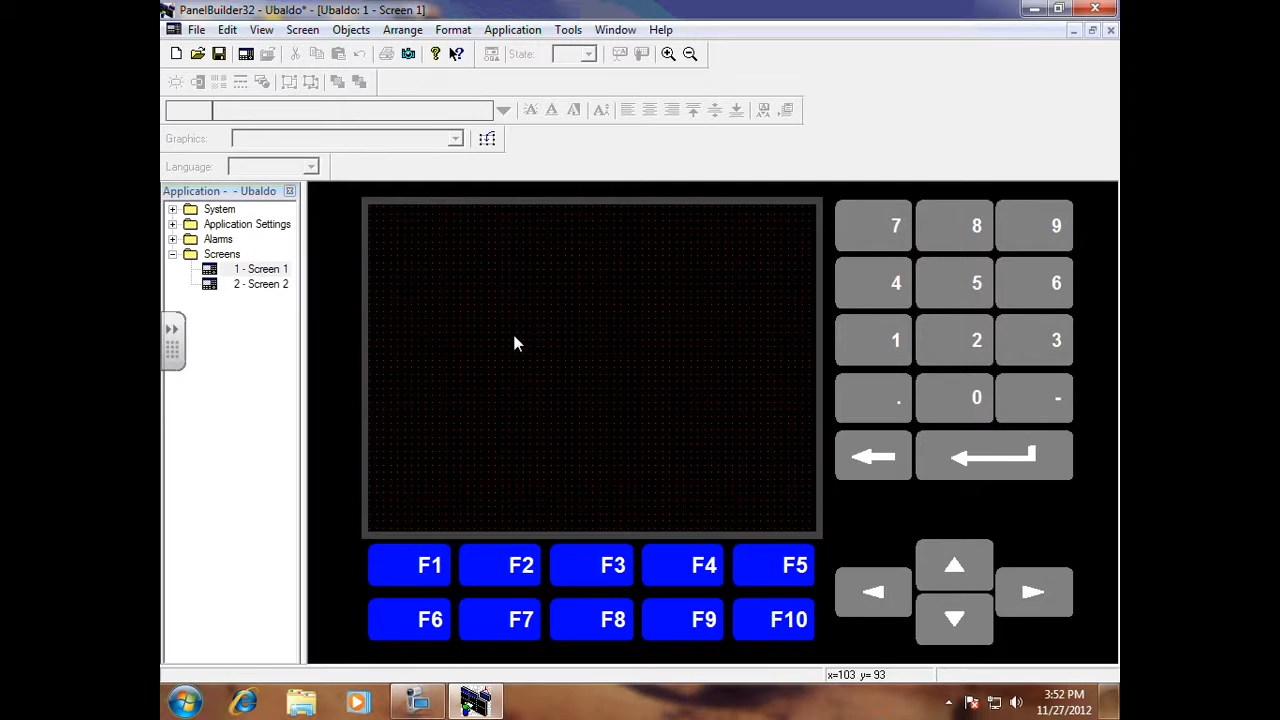 PanelBuilder32 - Ubaldo* - [Ubaldo: 1 - Screen 1]
File Edit View Screen Objects Arrange Format Application Tools Window Help
State:
Graphics:
Language:
Application - - Ubaldo
System
Application Settings
Alarms
Screens
1 - Screen 1
2 - Screen 2
7 8 9
4 5 6
1 2 3
. 0 -
F1 F2 F3 F4 F5
F6 F7 F8 F9 F10
x=103 y= 93
3:52 PM
11/27/2012